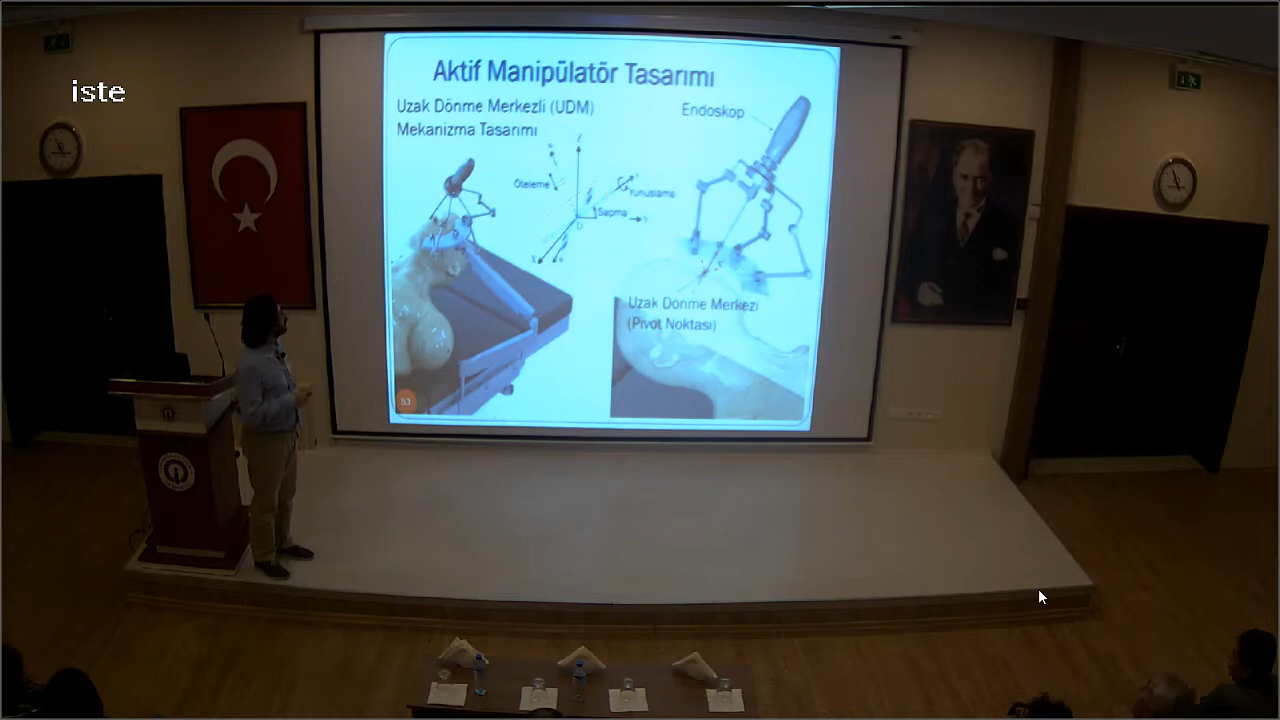 iste
Aktif Manipülatör Tasarımı
Uzak Dönme Merkezli (UDM)
Mekanizma Tasarımı
Endoskop
Öteleme
Yunuslama
Sapma
Z
Uzak Dönme Merkezi
(Pivot Noktası)
53